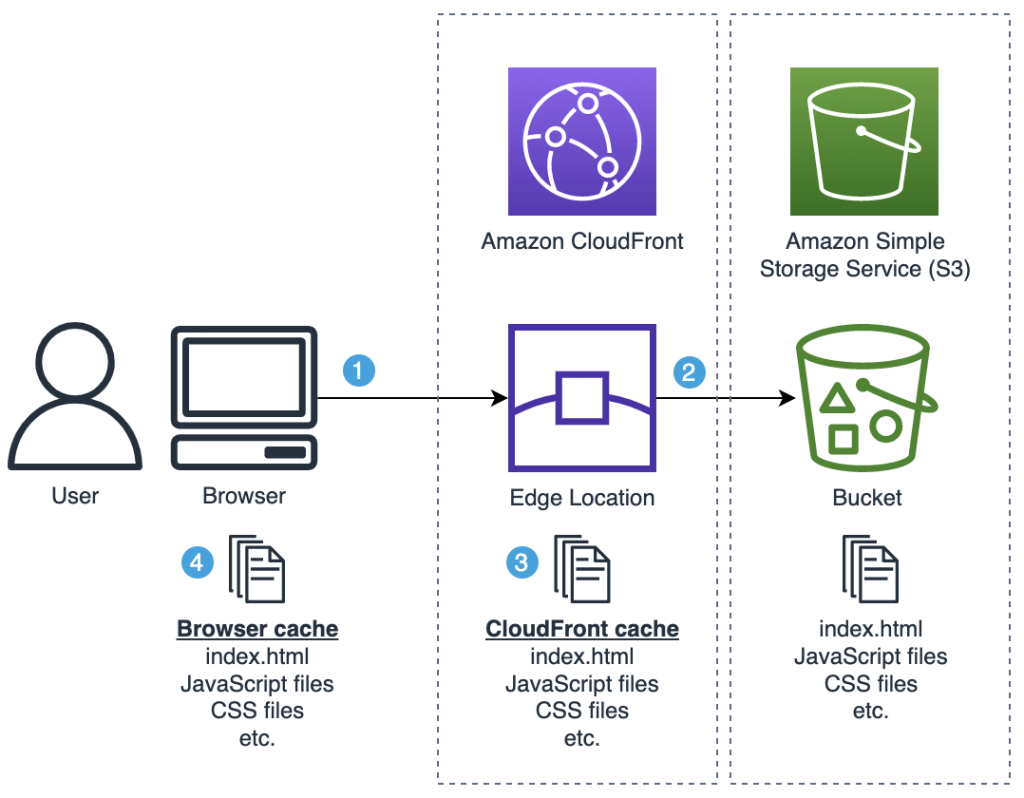 Amazon CloudFront
Amazon Simple
Storage Service (S3)
1
2
User
Browser
Edge Location
Bucket
4
Browser cache
index.html
JavaScript files
CSS files
etc.
3
CloudFront cache
index.html
JavaScript files
CSS files
etc.
index.html
JavaScript files
CSS files
etc.